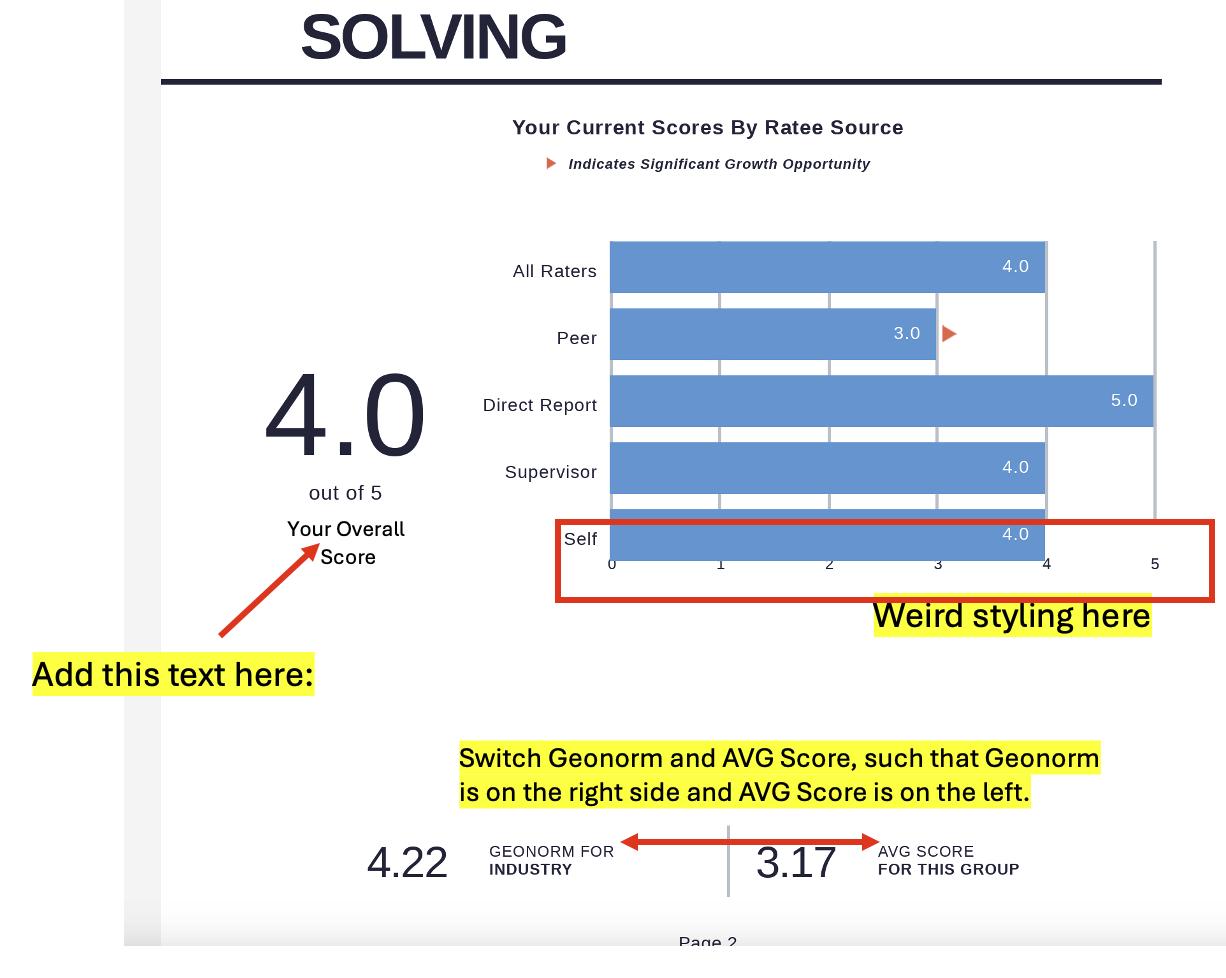 SOLVING
Your Current Scores By Ratee Source
Indicates Significant Growth Opportunity
All Raters 4.0
Peer 3.0
Direct Report 5.0
Supervisor 4.0
Self 4.0
0 1 2 3 4 5
4.0
out of 5
Your Overall
Score
Weird styling here
Add this text here:
Switch Geonorm and AVG Score, such that Geonorm
is on the right side and AVG Score is on the left.
4.22
GEONORM FOR
INDUSTRY
3.17
AVG SCORE
FOR THIS GROUP
Page 2